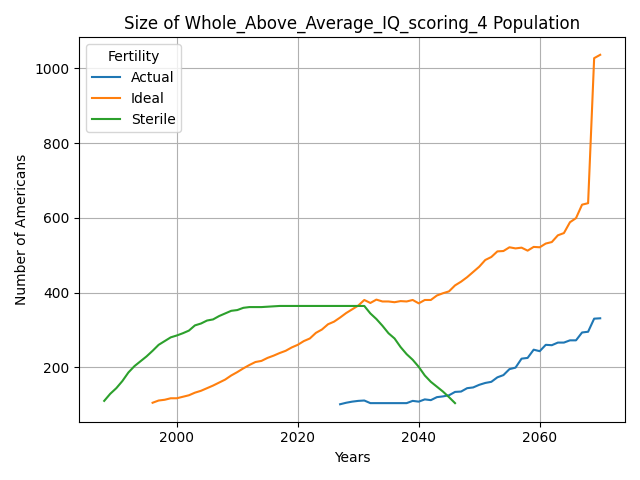 Size of Whole_Above_Average_IQ_scoring_4 Population
Fertility
Actual
Ideal
Sterile
Number of Americans
1000
800
600
400
200
2000
2020
2040
2060
Years